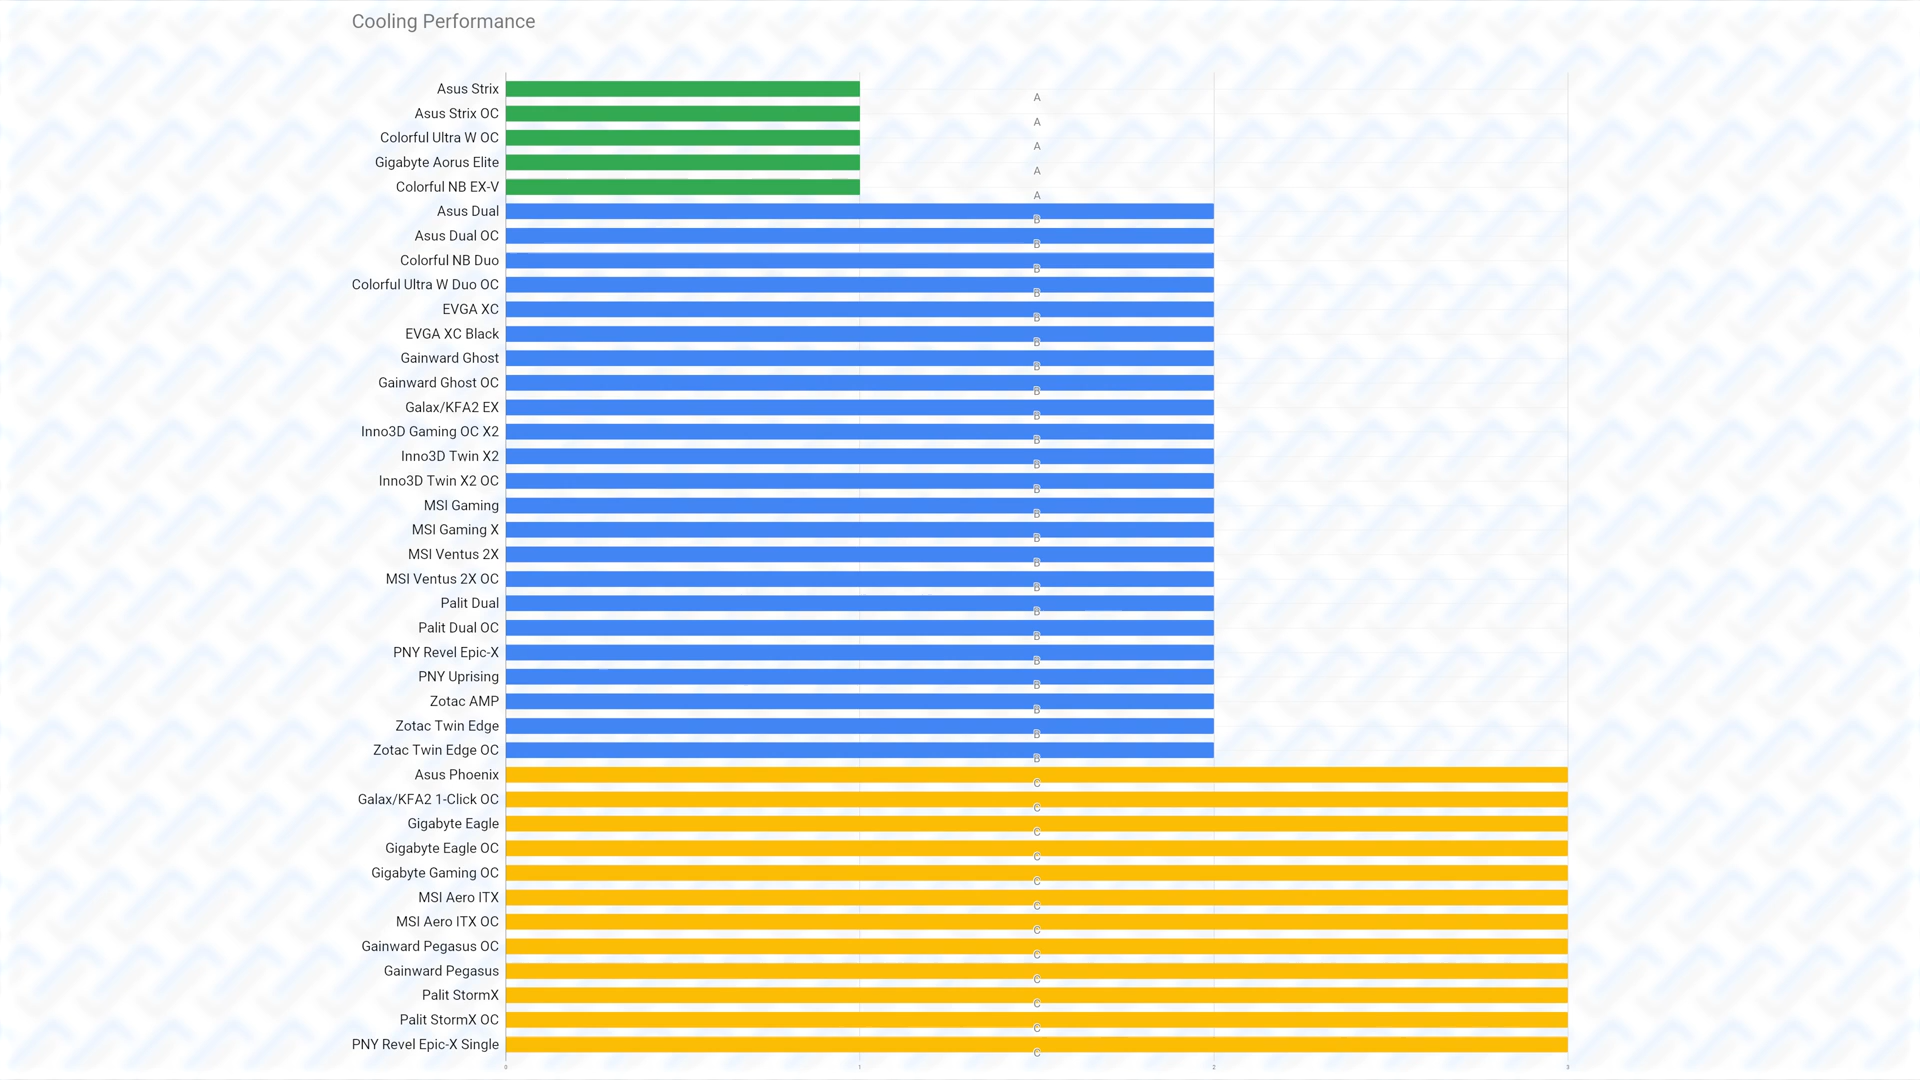 Cooling Performance
Asus Strix
A
Asus Strix OC
A
Colorful Ultra W OC
A
Gigabyte Aorus Elite
A
Colorful NB EX-V
A
Asus Dual
B
Asus Dual OC
B
Colorful NB Duo
B
Colorful Ultra W Duo OC
B
EVGA XC
B
EVGA XC Black
B
Gainward Ghost
B
Gainward Ghost OC
B
Galax/KFA2 EX
B
Inno3D Gaming OC X2
B
Inno3D Twin X2
B
Inno3D Twin X2 OC
B
MSI Gaming
B
MSI Gaming X
B
MSI Ventus 2X
B
MSI Ventus 2X OC
B
Palit Dual
B
Palit Dual OC
B
PNY Revel Epic-X
B
PNY Uprising
B
Zotac AMP
B
Zotac Twin Edge
B
Zotac Twin Edge OC
B
Asus Phoenix
C
Galax/KFA2 1-Click OC
C
Gigabyte Eagle
C
Gigabyte Eagle OC
C
Gigabyte Gaming OC
C
MSI Aero ITX
C
MSI Aero ITX OC
C
Gainward Pegasus OC
C
Gainward Pegasus
C
Palit StormX
C
Palit StormX OC
C
PNY Revel Epic-X Single
C
0 1 2 3